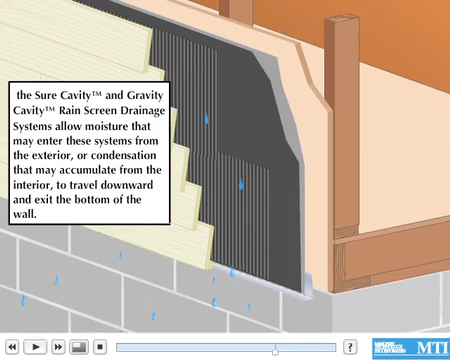 the Sure Cavity™ and Gravity
Cavity™ Rain Screen Drainage
Systems allow moisture that
may enter these systems from
the exterior, or condensation
that may accumulate from the
interior, to travel downward
and exit the bottom of the
wall.
?
MTI